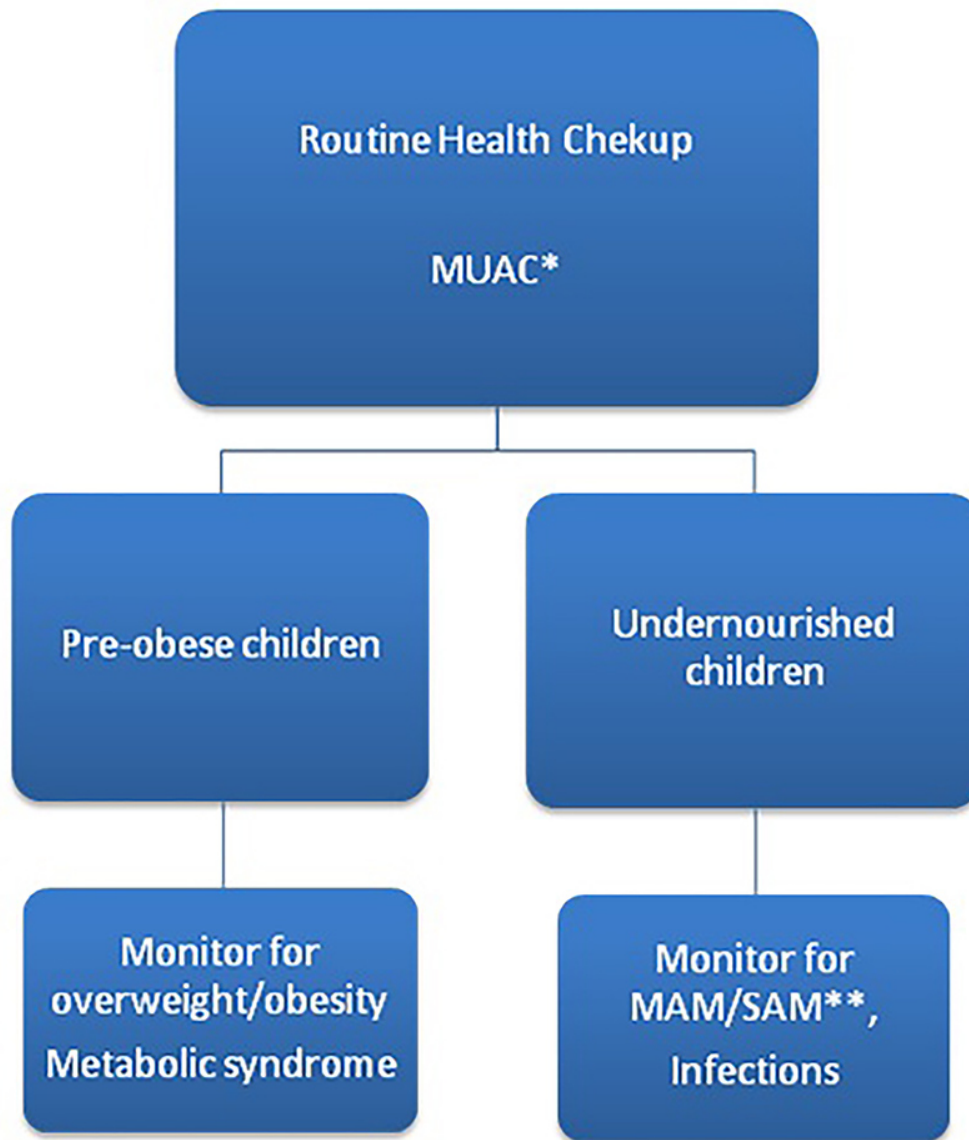 Routine Health Chekup
MUAC*
Pre-obese children
Undernourished
children
Monitor for
overweight/obesity
Metabolic syndrome
Monitor for
MAM/SAM**,
Infections